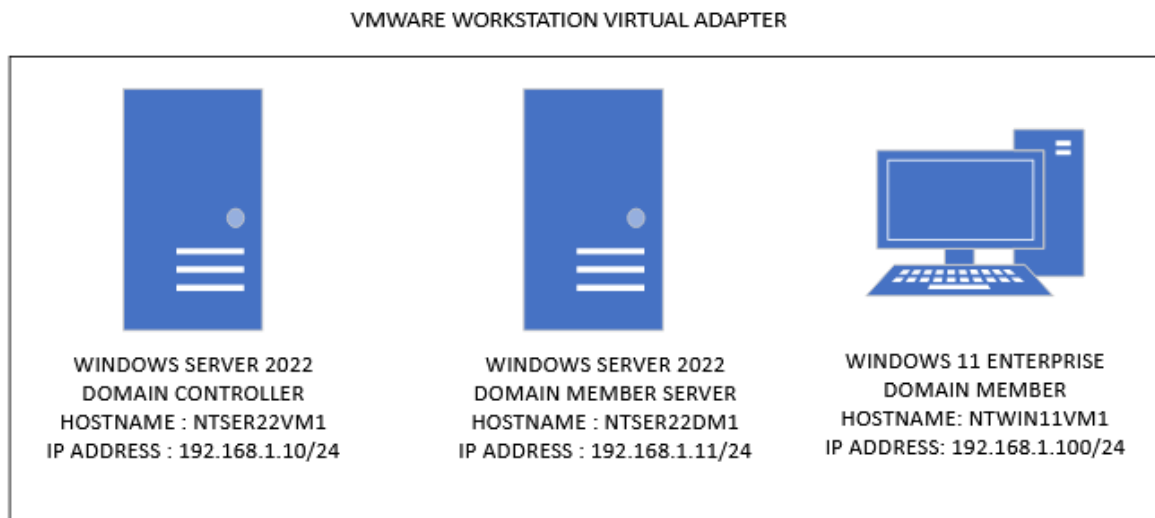 VMWARE WORKSTATION VIRTUAL ADAPTER
WINDOWS SERVER 2022
DOMAIN CONTROLLER
HOSTNAME : NTSER22VM1
IP ADDRESS : 192.168.1.10/24
WINDOWS SERVER 2022
DOMAIN MEMBER SERVER
HOSTNAME : NTSER22DM1
IP ADDRESS : 192.168.1.11/24
WINDOWS 11 ENTERPRISE
DOMAIN MEMBER
HOSTNAME: NTWIN11VM1
IP ADDRESS: 192.168.1.100/24